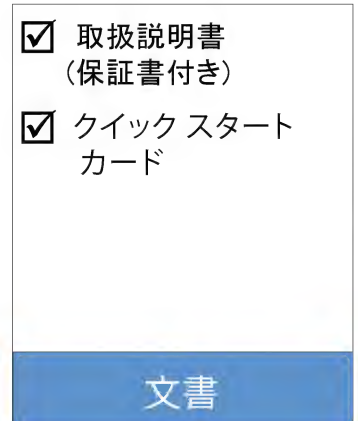 ☑ 取扱説明書
（保証書付き）
☑ クイック スタート
カード
文書